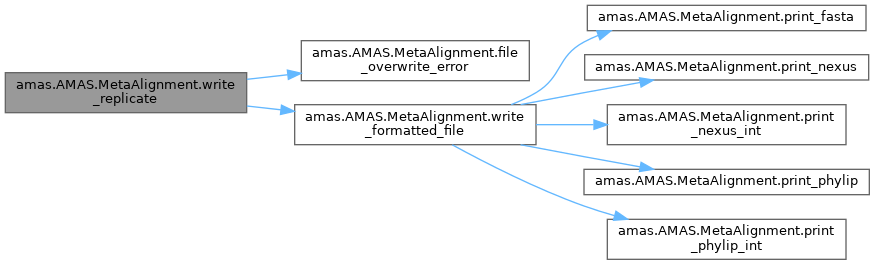 amas.AMAS.MetaAlignment.write
_replicate
amas.AMAS.MetaAlignment.file
_overwrite_error
amas.AMAS.MetaAlignment.write
_formatted_file
amas.AMAS.MetaAlignment.print_fasta
amas.AMAS.MetaAlignment.print_nexus
amas.AMAS.MetaAlignment.print
_nexus_int
amas.AMAS.MetaAlignment.print_phylip
amas.AMAS.MetaAlignment.print
_phylip_int